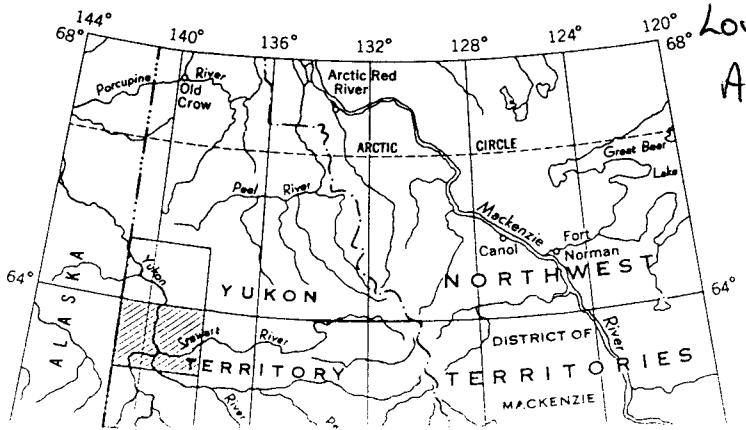 144° 140° 136° 132° 128° 124° 120°
68° 68°
Porcupine River
Old Crow
Arctic Red River
ARCTIC CIRCLE
Great Bear Lake
Peel River
Mackenzie
Canol
Fort Norman
Yukon
ALASKA
64° 64°
YUKON NORTHWEST
Stewart River
River
DISTRICT OF
TERRITORY TERRITORIES
MACKENZIE
River